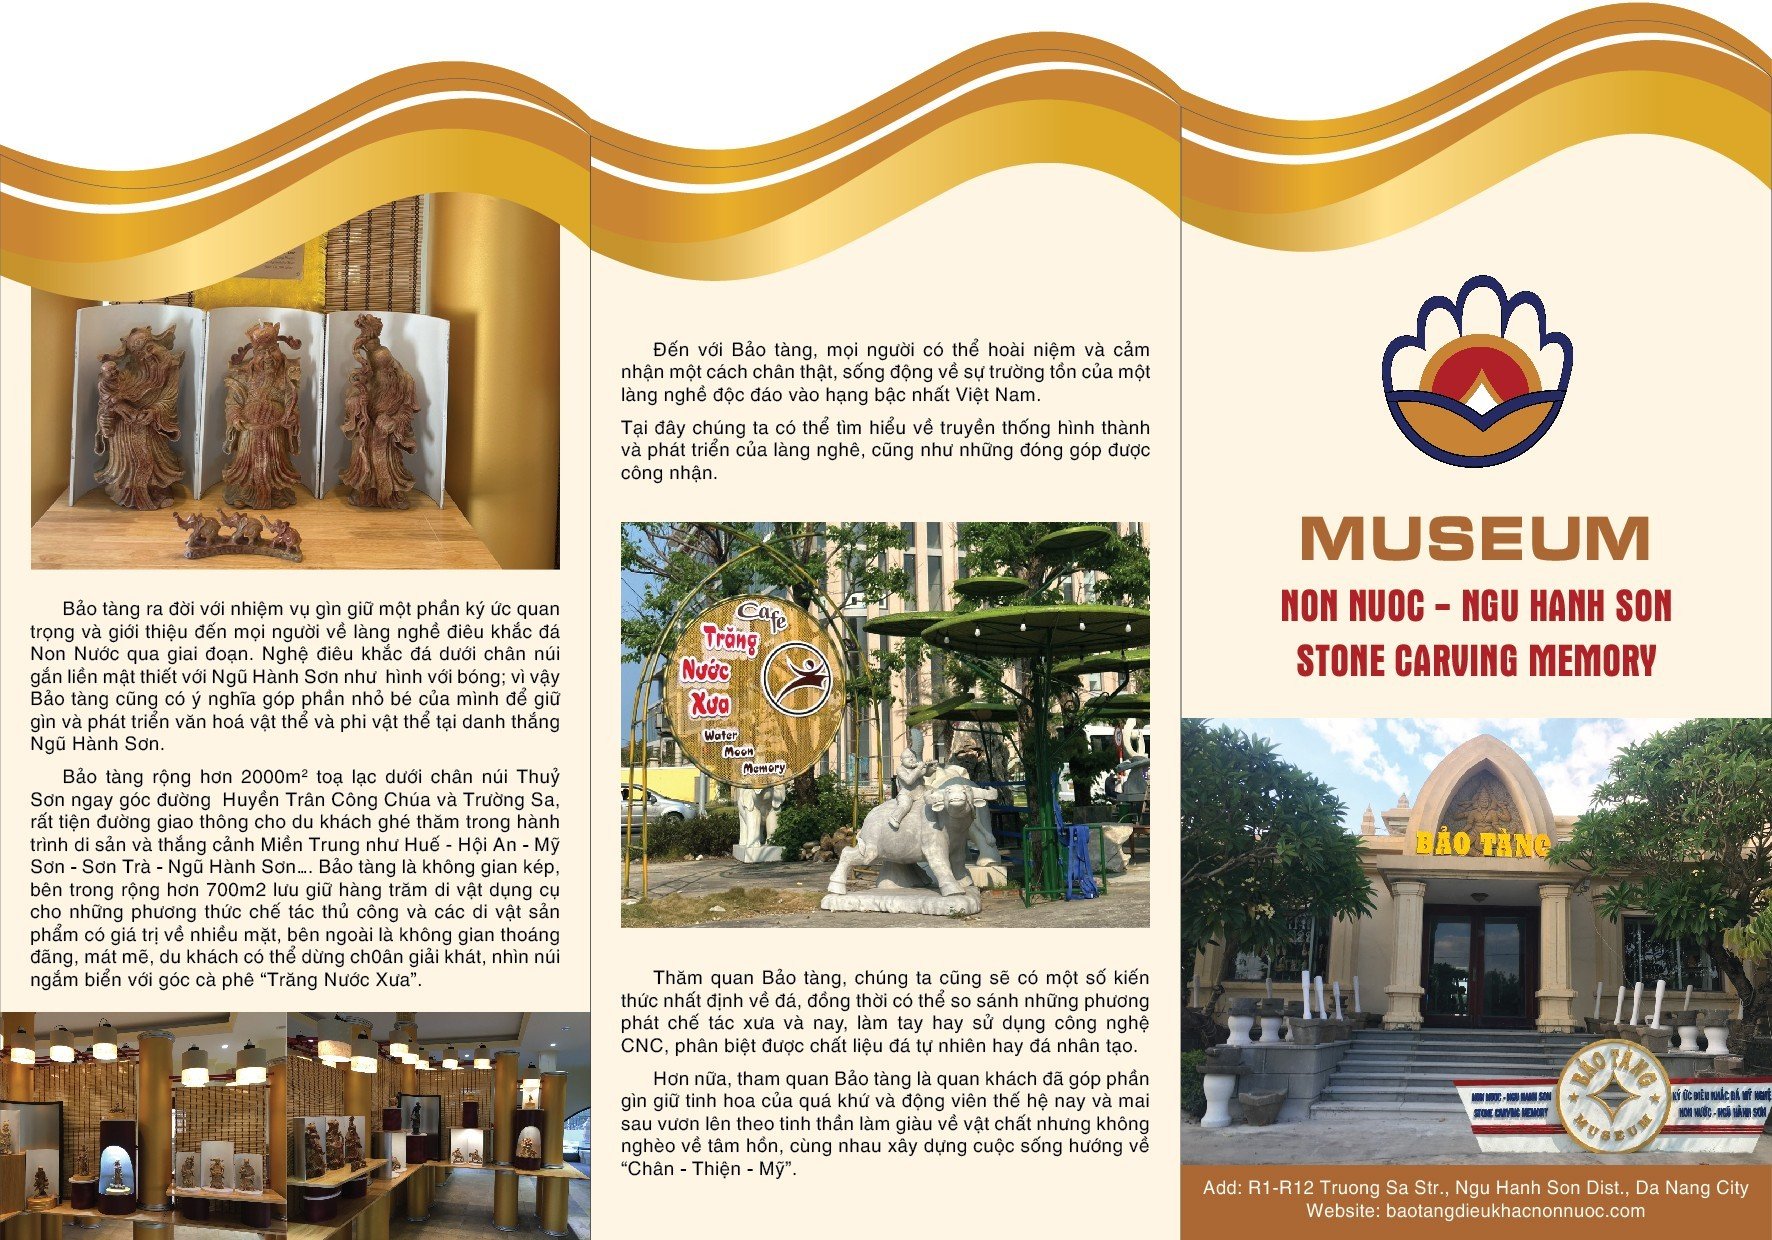 Bảo tàng ra đời với nhiệm vụ gìn giữ một phần ký ức quan
trọng và giới thiệu đến mọi người về làng nghề điêu khắc đá
Non Nước qua giai đoạn. Nghệ điêu khắc đá dưới chân núi
gắn liền mật thiết với Ngũ Hành Sơn như hình với bóng; vì vậy
Bảo tàng cũng có ý nghĩa góp phần nhỏ bé của mình để giữ
gìn và phát triển văn hoá vật thể và phi vật thể tại danh thắng
Ngũ Hành Sơn.
Bảo tàng rộng hơn 2000m² toạ lạc dưới chân núi Thuỷ
Sơn ngay góc đường Huyền Trân Công Chúa và Trường Sa,
rất tiện đường giao thông cho du khách ghé thăm trong hành
trình di sản và thắng cảnh Miền Trung như Huế - Hội An - Mỹ
Sơn - Sơn Trà - Ngũ Hành Sơn.... Bảo tàng là không gian kép,
bên trong rộng hơn 700m2 lưu giữ hàng trăm di vật dụng cụ
cho những phương thức chế tác thủ công và các di vật sản
phẩm có giá trị về nhiều mặt, bên ngoài là không gian thoáng
đãng, mát mẽ, du khách có thể dừng ch0ân giải khát, nhìn núi
ngắm biển với góc cà phê “Trăng Nước Xưa”.
Đến với Bảo tàng, mọi người có thể hoài niệm và cảm
nhận một cách chân thật, sống động về sự trường tồn của một
làng nghề độc đáo vào hạng bậc nhất Việt Nam.
Tại đây chúng ta có thể tìm hiểu về truyền thống hình thành
và phát triển của làng nghê, cũng như những đóng góp được
công nhận.
Cafe
Trăng
Nước
Xưa
Water
Moon
Memory
Thăm quan Bảo tàng, chúng ta cũng sẽ có một số kiến
thức nhất định về đá, đồng thời có thể so sánh những phương
phát chế tác xưa và nay, làm tay hay sử dụng công nghệ
CNC, phân biệt được chất liệu đá tự nhiên hay đá nhân tạo.
Hơn nữa, tham quan Bảo tàng là quan khách đã góp phần
gìn giữ tinh hoa của quá khứ và động viên thế hệ nay và mai
sau vươn lên theo tinh thần làm giàu về vật chất nhưng không
nghèo về tâm hồn, cùng nhau xây dựng cuộc sống hướng về
“Chân - Thiện - Mỹ”.
MUSEUM
NON NUOC - NGU HANH SON
STONE CARVING MEMORY
BẢO TÀNG
BẢO TÀNG
MUSEUM
NON NUOC - NGU HANH SON
STONE CARVING MEMORY
KÝ ỨC ĐIÊU KHẮC ĐÁ MỸ NGHỆ
NON NƯỚC - NGŨ HÀNH SƠN
Add: R1-R12 Truong Sa Str., Ngu Hanh Son Dist., Da Nang City
Website: baotangdieukhacnonnuoc.com